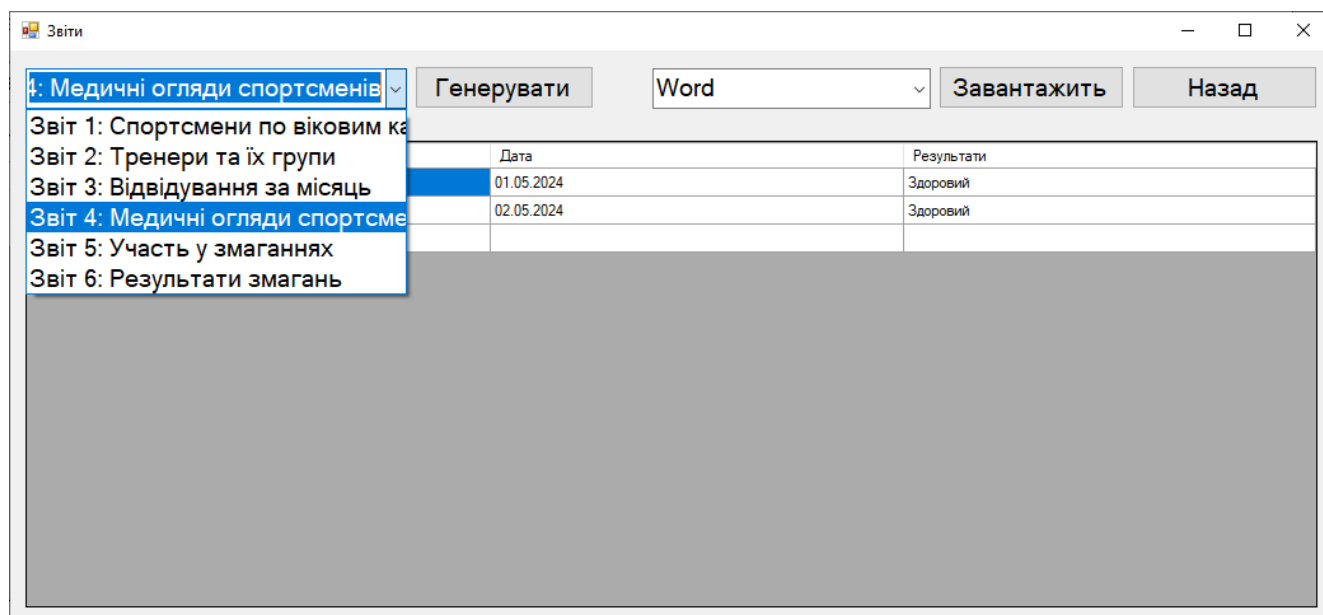 Звіти
4: Медичні огляди спортсменів Генерувати Word Завантажить Назад
Звіт 1: Спортсмени по віковим ка
Звіт 2: Тренери та їх групи
Звіт 3: Відвідування за місяць
Звіт 4: Медичні огляди спортсме
Звіт 5: Участь у змаганнях
Звіт 6: Результати змагань
Дата Результати
01.05.2024 Здоровий
02.05.2024 Здоровий